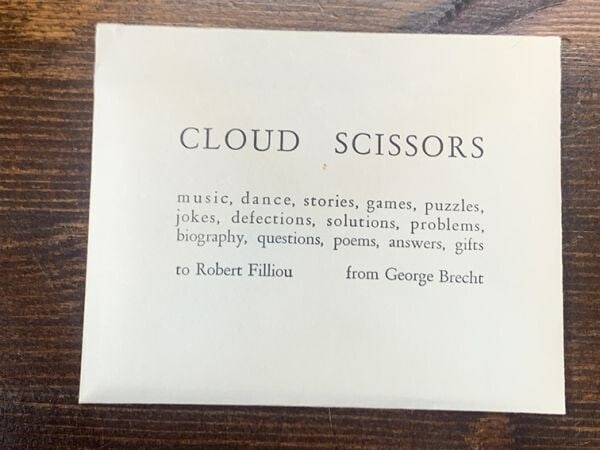 CLOUD SCISSORS
music, dance, stories, games, puzzles,
jokes, defections, solutions, problems,
biography, questions, poems, answers, gifts
to Robert Filliou from George Brecht